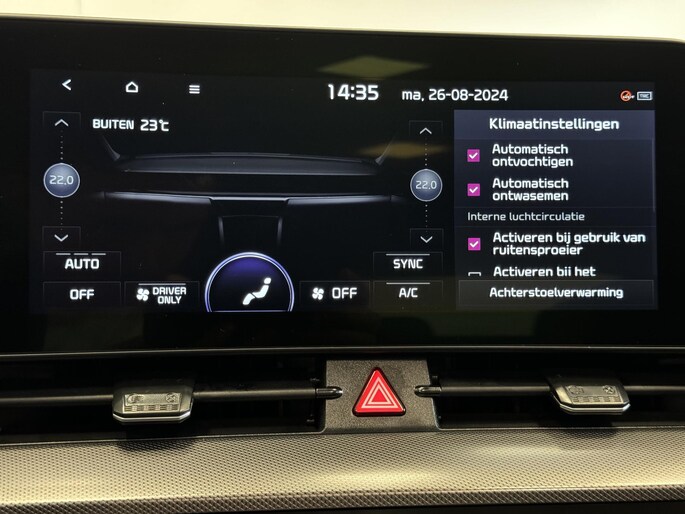 14:35 ma, 26-08-2024
BUITEN 23°C
Klimaatinstellingen
Automatisch
ontvochtigen
22.0
22.0
Automatisch
ontwasemen
Interne luchtcirculatie
Activeren bij gebruik van
ruitensproeier
AUTO
SYNC
Activeren bij het
OFF
DRIVER
ONLY
OFF
A/C
Achterstoelverwarming